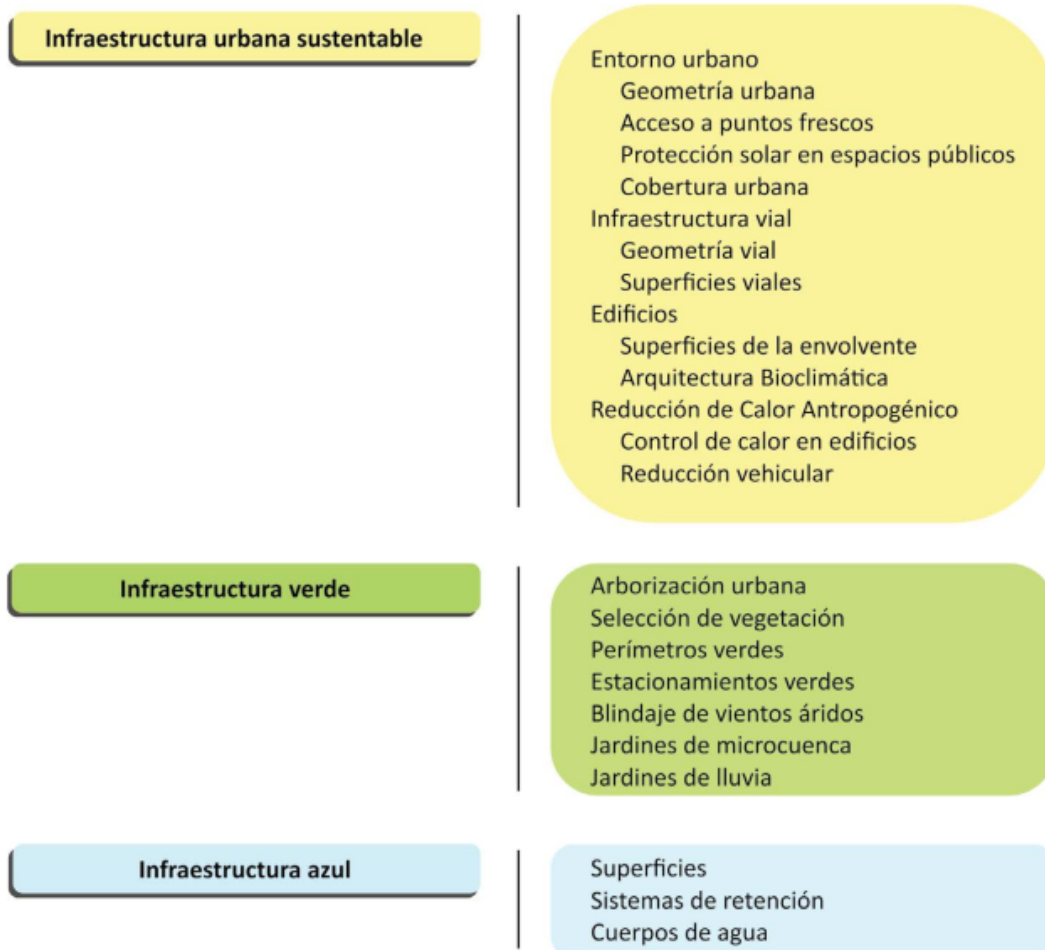 Infraestructura urbana sustentable
Entorno urbano
Geometría urbana
Acceso a puntos frescos
Protección solar en espacios públicos
Cobertura urbana
Infraestructura vial
Geometría vial
Superficies viales
Edificios
Superficies de la envolvente
Arquitectura Bioclimática
Reducción de Calor Antropogénico
Control de calor en edificios
Reducción vehicular
Infraestructura verde
Arborización urbana
Selección de vegetación
Perímetros verdes
Estacionamientos verdes
Blindaje de vientos áridos
Jardines de microcuenca
Jardines de lluvia
Infraestructura azul
Superficies
Sistemas de retención
Cuerpos de agua